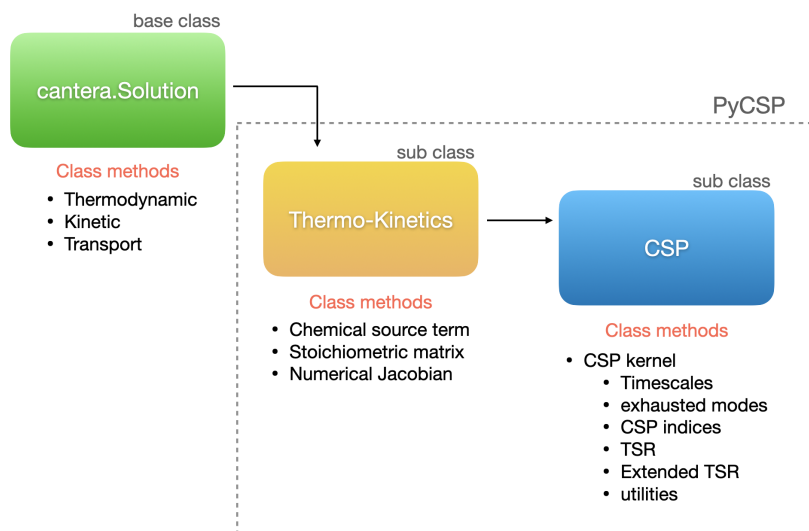 base class
cantera.Solution
PyCSP
Class methods
• Thermodynamic
• Kinetic
• Transport
sub class
Thermo-Kinetics
Class methods
• Chemical source term
• Stoichiometric matrix
• Numerical Jacobian
sub class
CSP
Class methods
• CSP kernel
• Timescales
• exhausted modes
• CSP indices
• TSR
• Extended TSR
• utilities